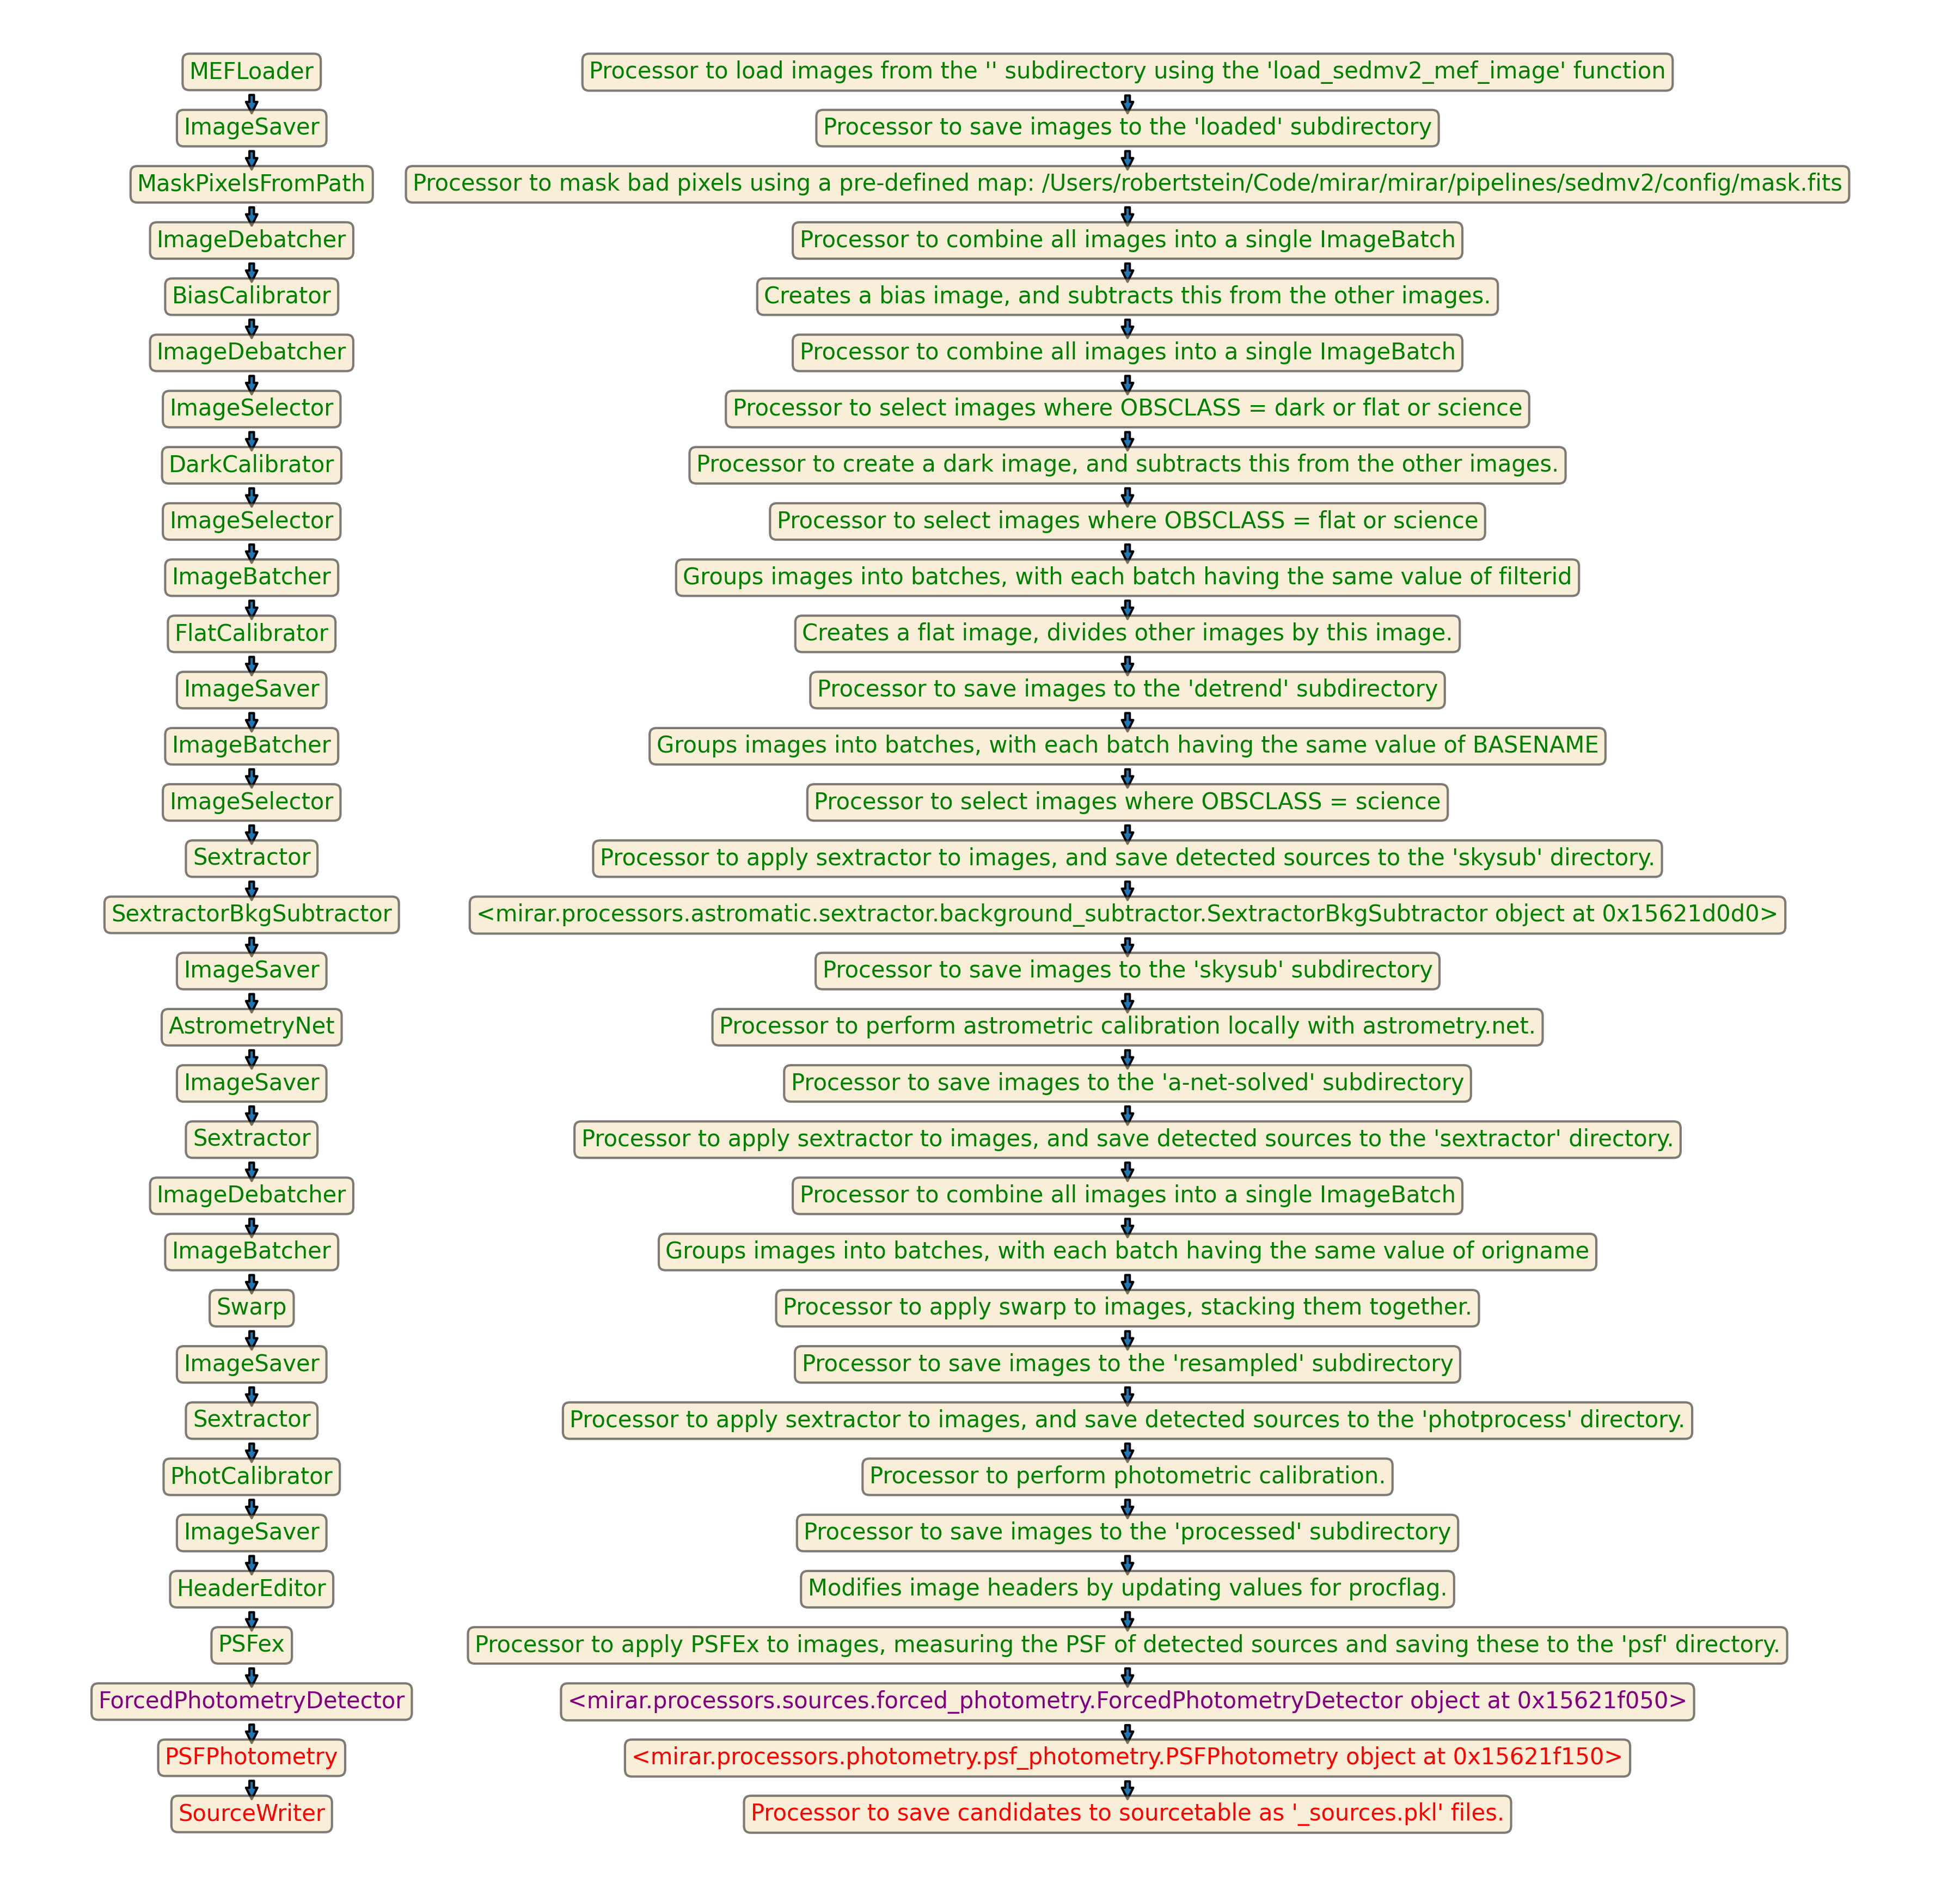 MEFLoader
Processor to load images from the '' subdirectory using the 'load_sedmv2_mef_image' function
ImageSaver
Processor to save images to the 'loaded' subdirectory
MaskPixelsFromPath
Processor to mask bad pixels using a pre-defined map: /Users/robertstein/Code/mirar/mirar/pipelines/sedmv2/config/mask.fits
ImageDebatcher
Processor to combine all images into a single ImageBatch
BiasCalibrator
Creates a bias image, and subtracts this from the other images.
ImageDebatcher
Processor to combine all images into a single ImageBatch
ImageSelector
Processor to select images where OBSCLASS = dark or flat or science
DarkCalibrator
Processor to create a dark image, and subtracts this from the other images.
ImageSelector
Processor to select images where OBSCLASS = flat or science
ImageBatcher
Groups images into batches, with each batch having the same value of filterid
FlatCalibrator
Creates a flat image, divides other images by this image.
ImageSaver
Processor to save images to the 'detrend' subdirectory
ImageBatcher
Groups images into batches, with each batch having the same value of BASENAME
ImageSelector
Processor to select images where OBSCLASS = science
Sextractor
Processor to apply sextractor to images, and save detected sources to the 'skysub' directory.
SextractorBkgSubtractor
<mirar.processors.astromatic.sextractor.background_subtractor.SextractorBkgSubtractor object at 0x15621d0d0>
ImageSaver
Processor to save images to the 'skysub' subdirectory
AstrometryNet
Processor to perform astrometric calibration locally with astrometry.net.
ImageSaver
Processor to save images to the 'a-net-solved' subdirectory
Sextractor
Processor to apply sextractor to images, and save detected sources to the 'sextractor' directory.
ImageDebatcher
Processor to combine all images into a single ImageBatch
ImageBatcher
Groups images into batches, with each batch having the same value of origname
Swarp
Processor to apply swarp to images, stacking them together.
ImageSaver
Processor to save images to the 'resampled' subdirectory
Sextractor
Processor to apply sextractor to images, and save detected sources to the 'photprocess' directory.
PhotCalibrator
Processor to perform photometric calibration.
ImageSaver
Processor to save images to the 'processed' subdirectory
HeaderEditor
Modifies image headers by updating values for procflag.
PSFex
Processor to apply PSFEx to images, measuring the PSF of detected sources and saving these to the 'psf' directory.
ForcedPhotometryDetector
<mirar.processors.sources.forced_photometry.ForcedPhotometryDetector object at 0x15621f050>
PSFPhotometry
<mirar.processors.photometry.psf_photometry.PSFPhotometry object at 0x15621f150>
SourceWriter
Processor to save candidates to sourcetable as '_sources.pkl' files.